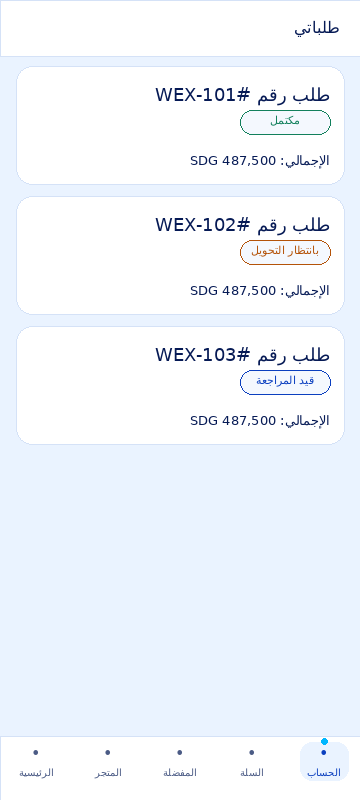 طلباتي
طلب رقم #WEX-101
مكتمل
الإجمالي: 487,500 SDG
طلب رقم #WEX-102
بانتظار التحويل
الإجمالي: 487,500 SDG
طلب رقم #WEX-103
قيد المراجعة
الإجمالي: 487,500 SDG
الحساب السلة المفضلة المتجر الرئيسية